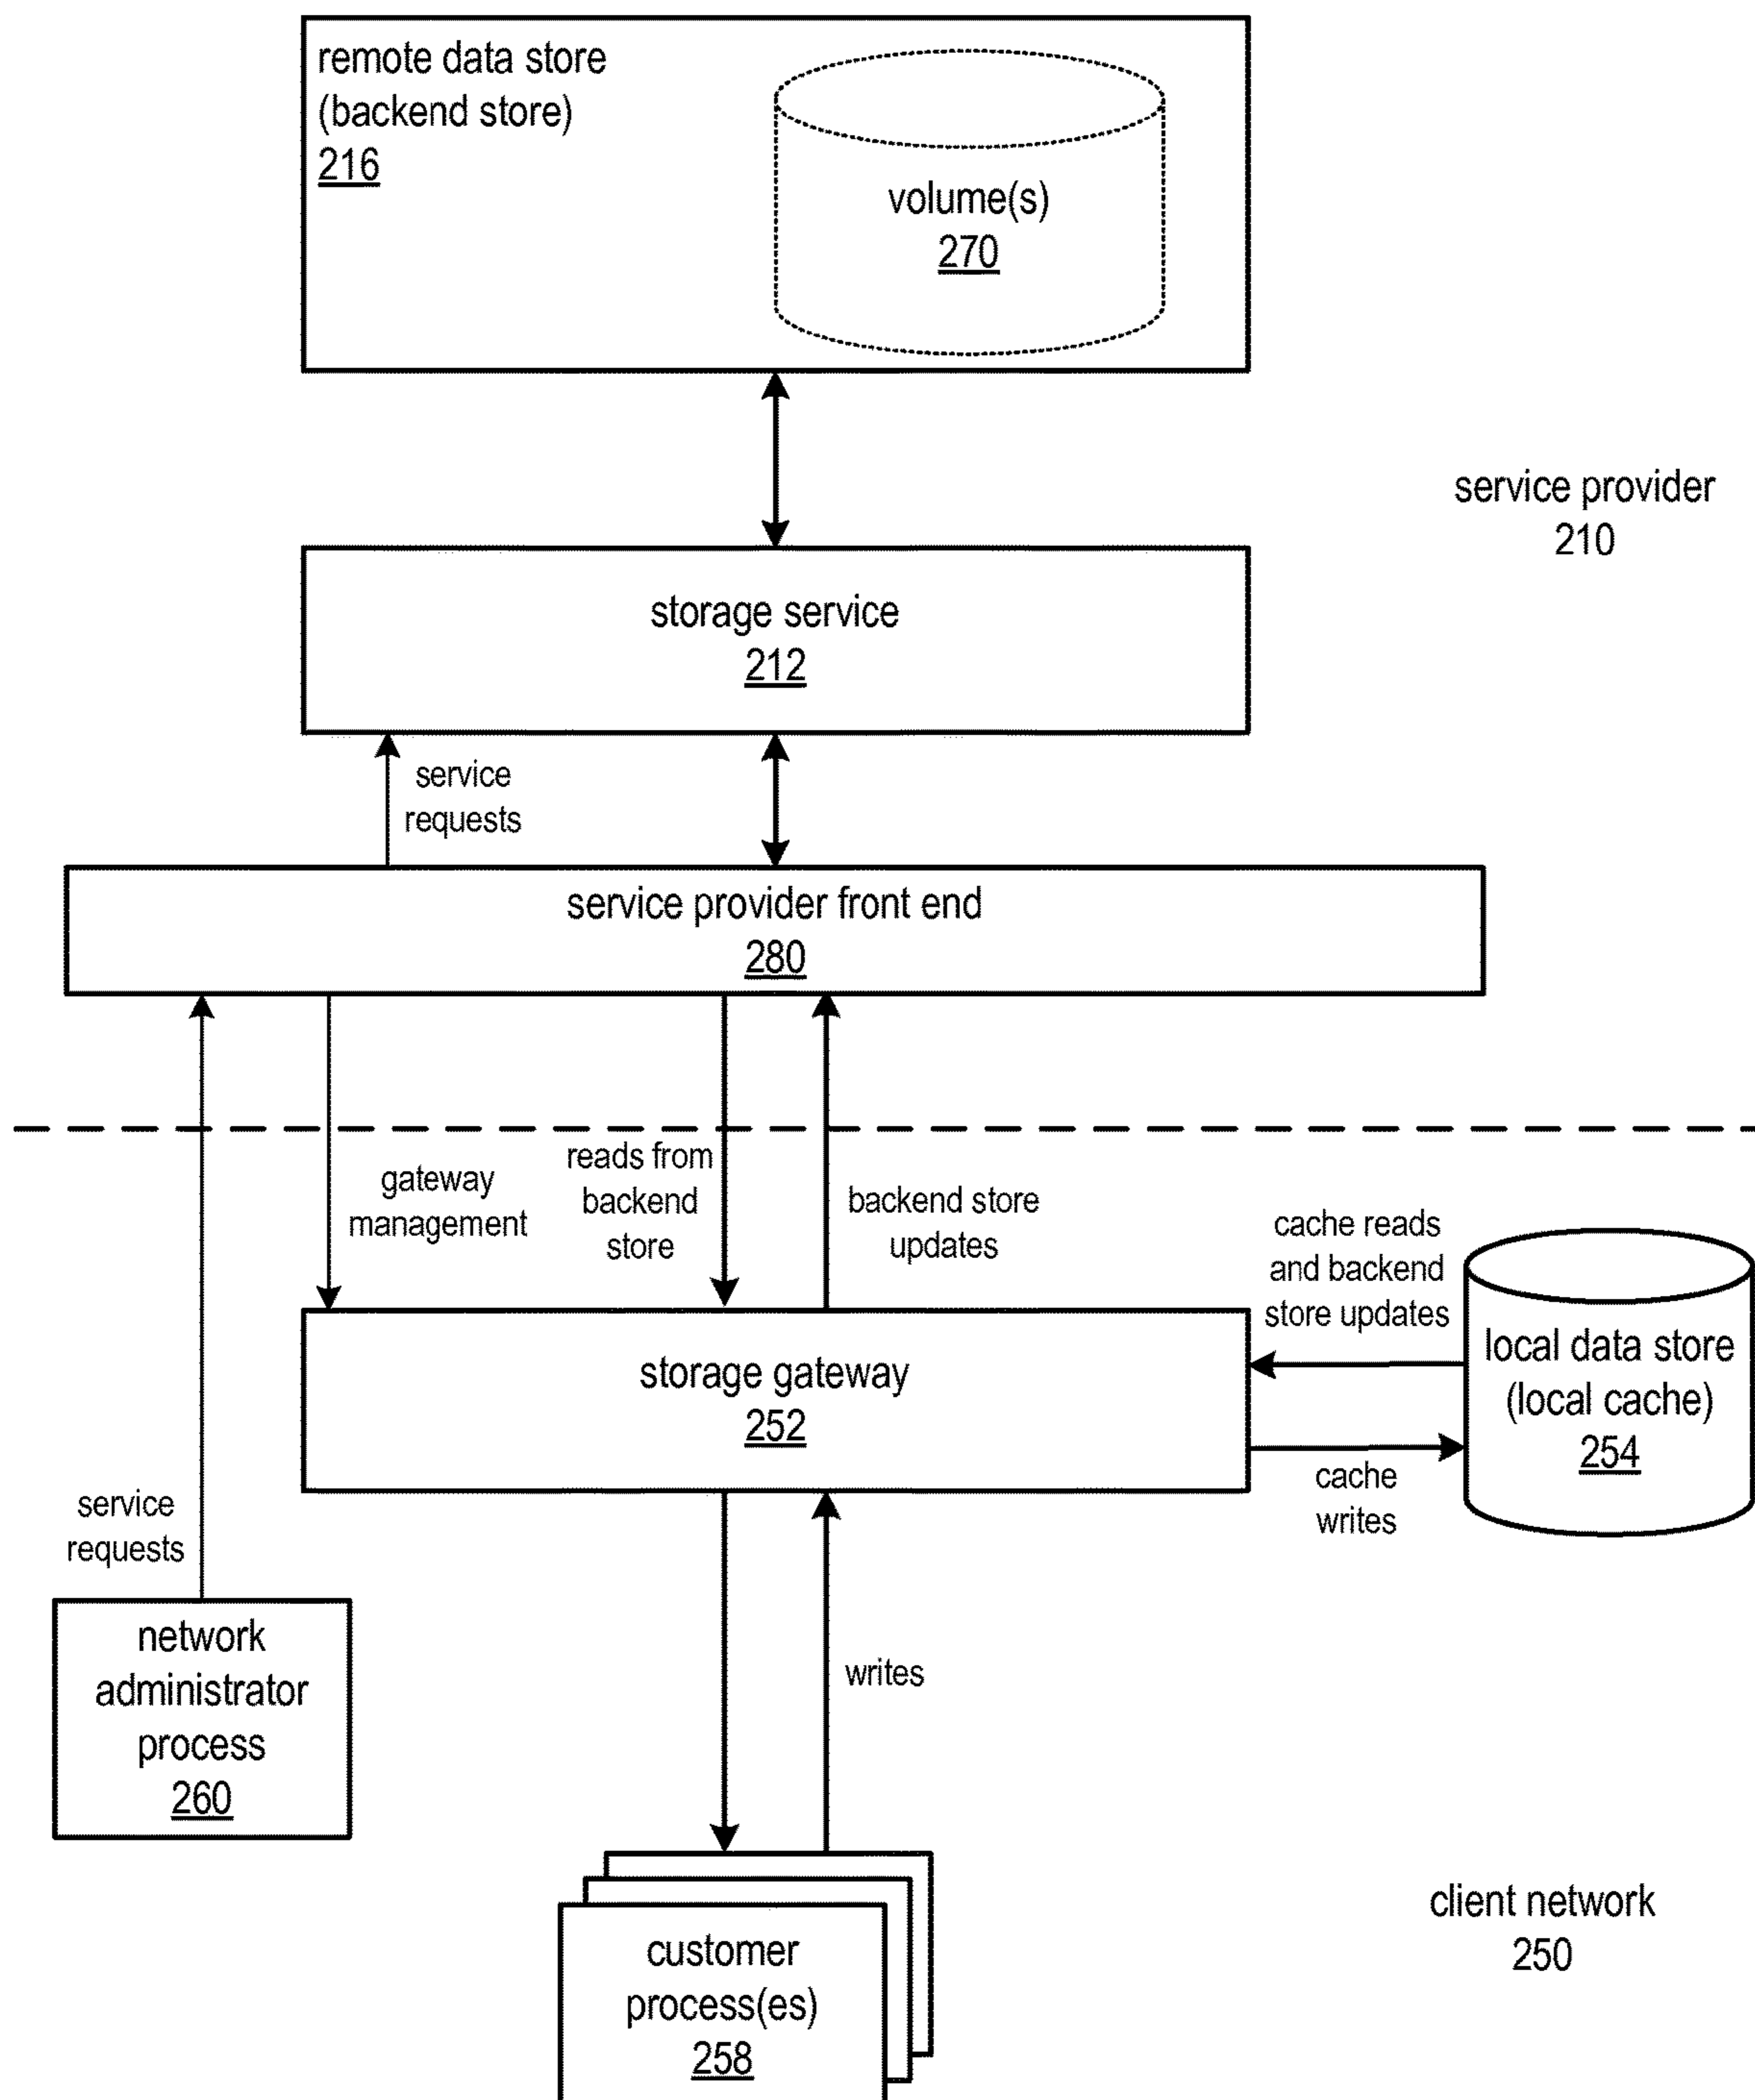 remote data store
(backend store)
216
volume(s)
270
service provider
210
storage service
212
service
requests
service provider front end
280
gateway
management
reads from
backend
store
backend store
updates
cache reads
and backend
store updates
storage gateway
252
local data store
(local cache)
254
cache
writes
service
requests
network
administrator
process
260
writes
client network
250
customer
process(es)
258